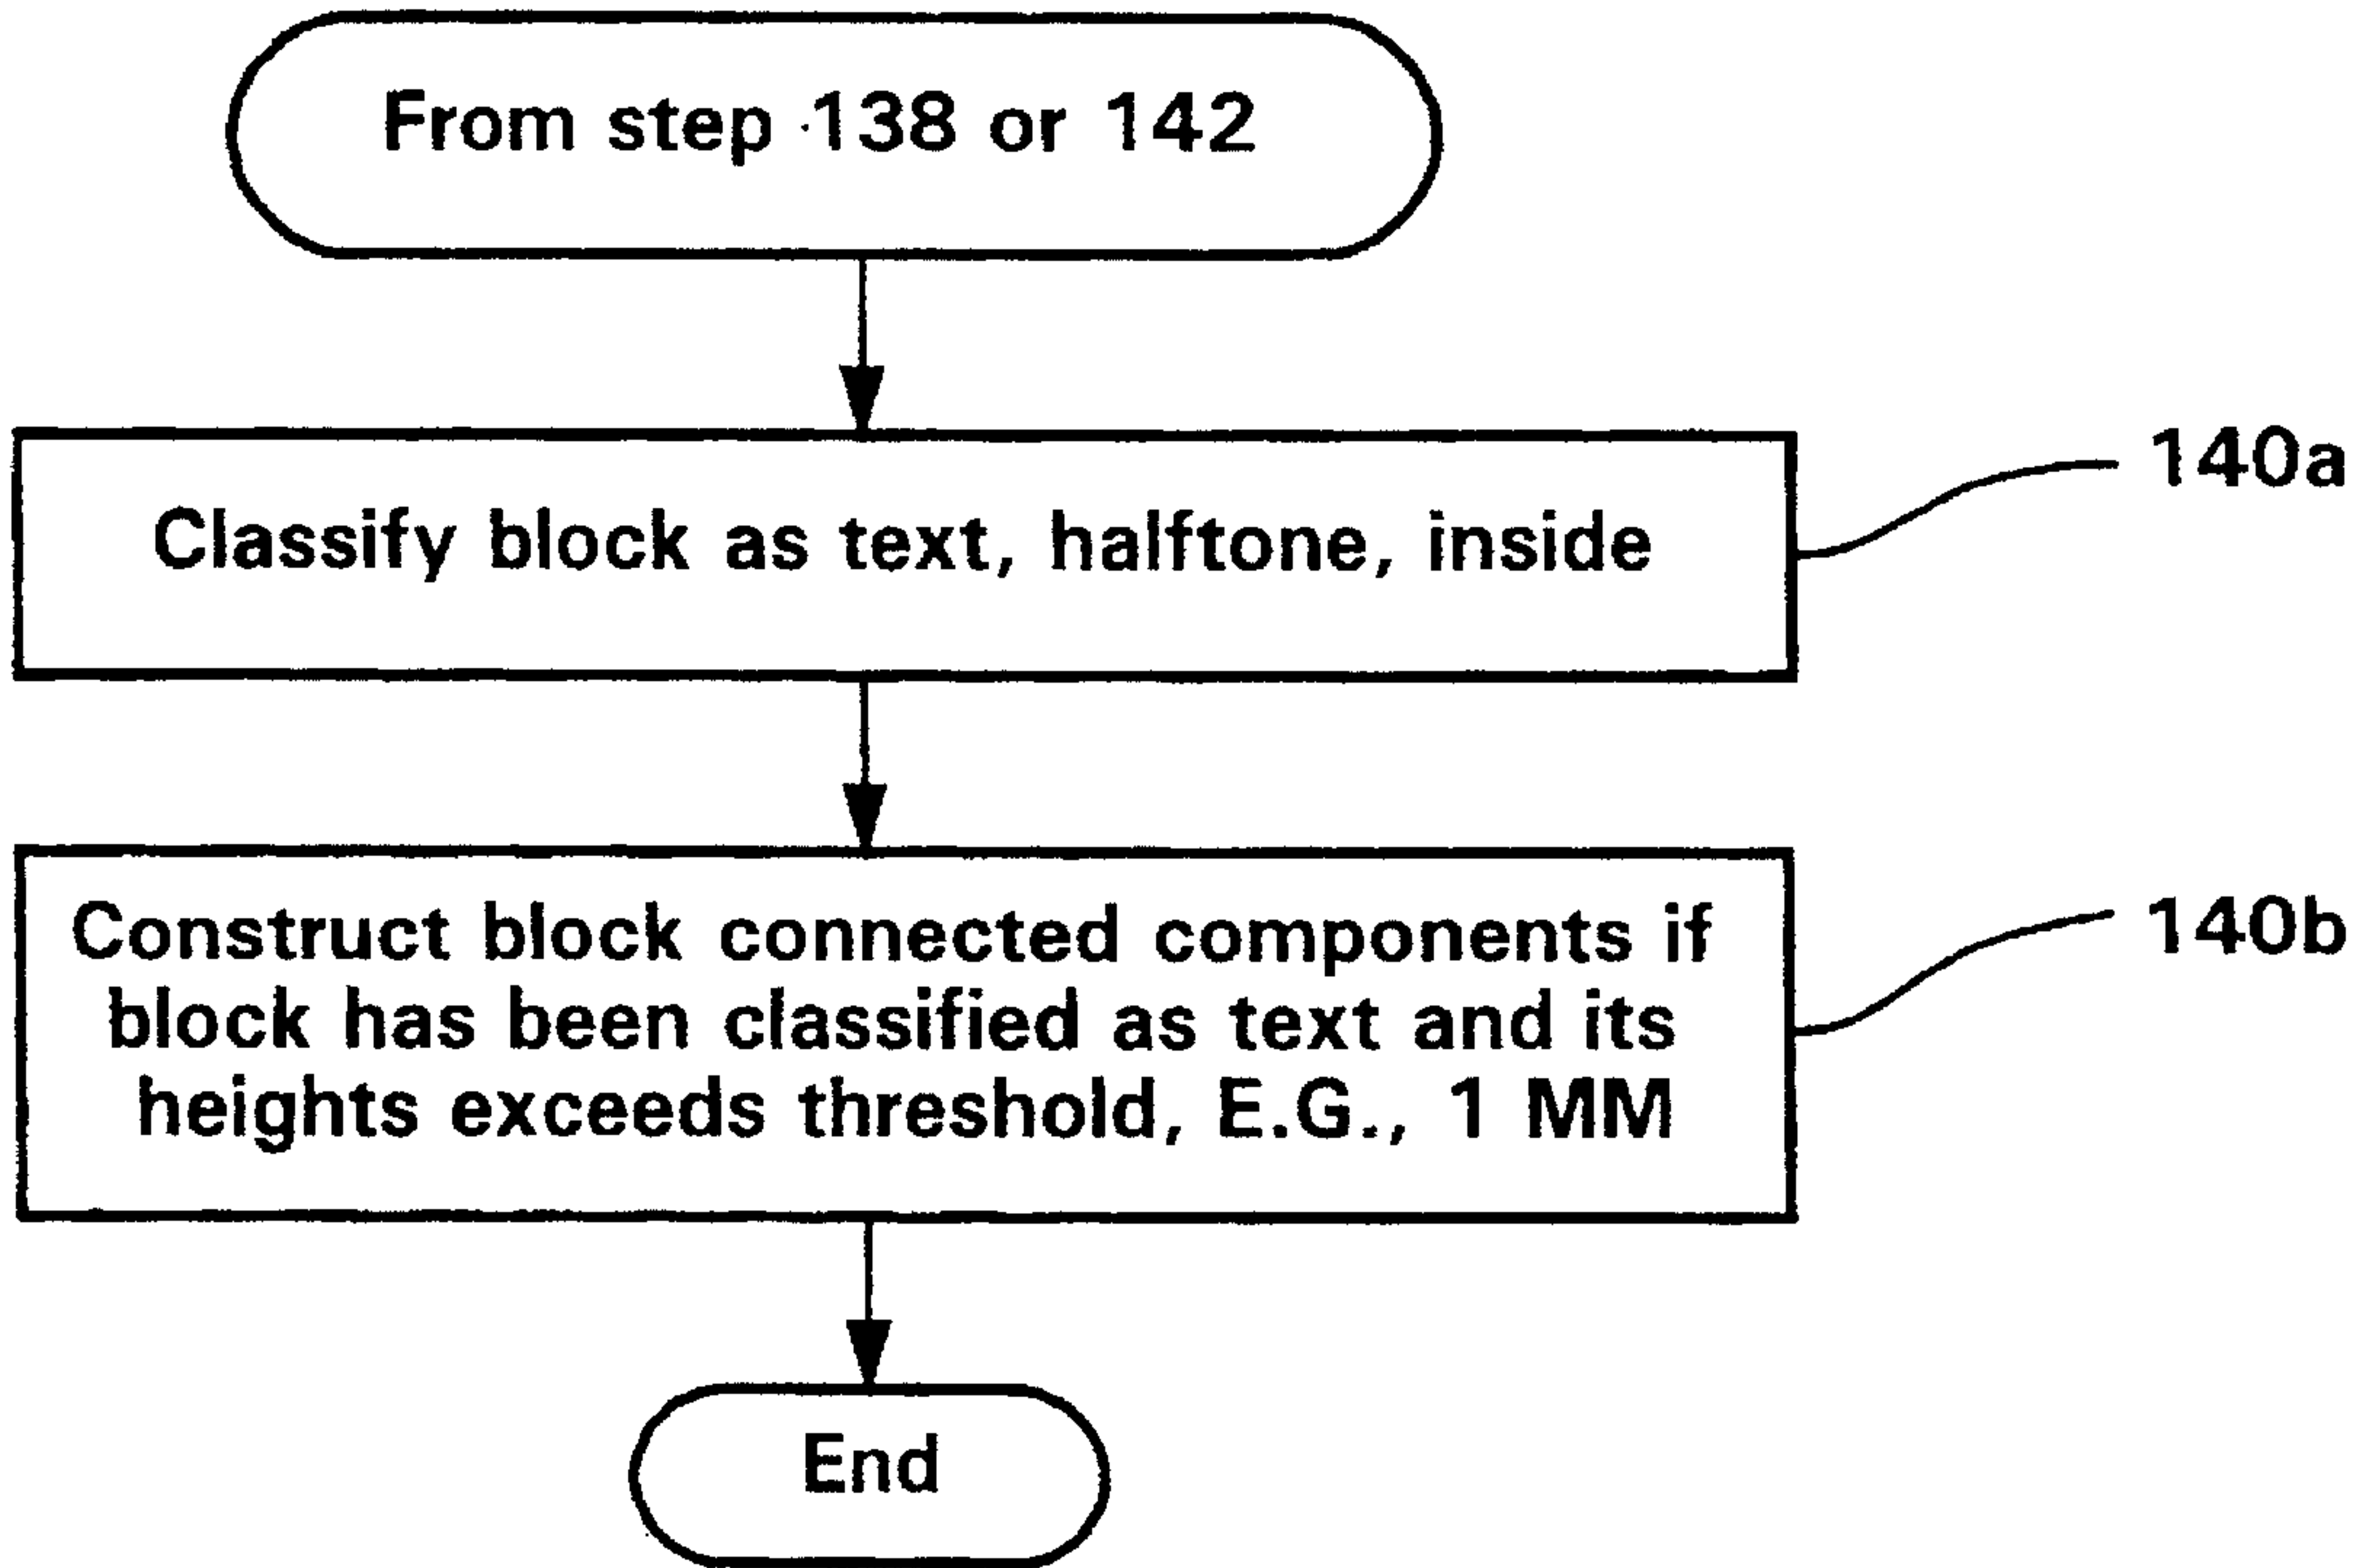 From step 138 or 142
140a
Classify block as text, halftone, inside
140b
Construct block connected components if
block has been classified as text and its
heights exceeds threshold, E.G., 1 MM
End